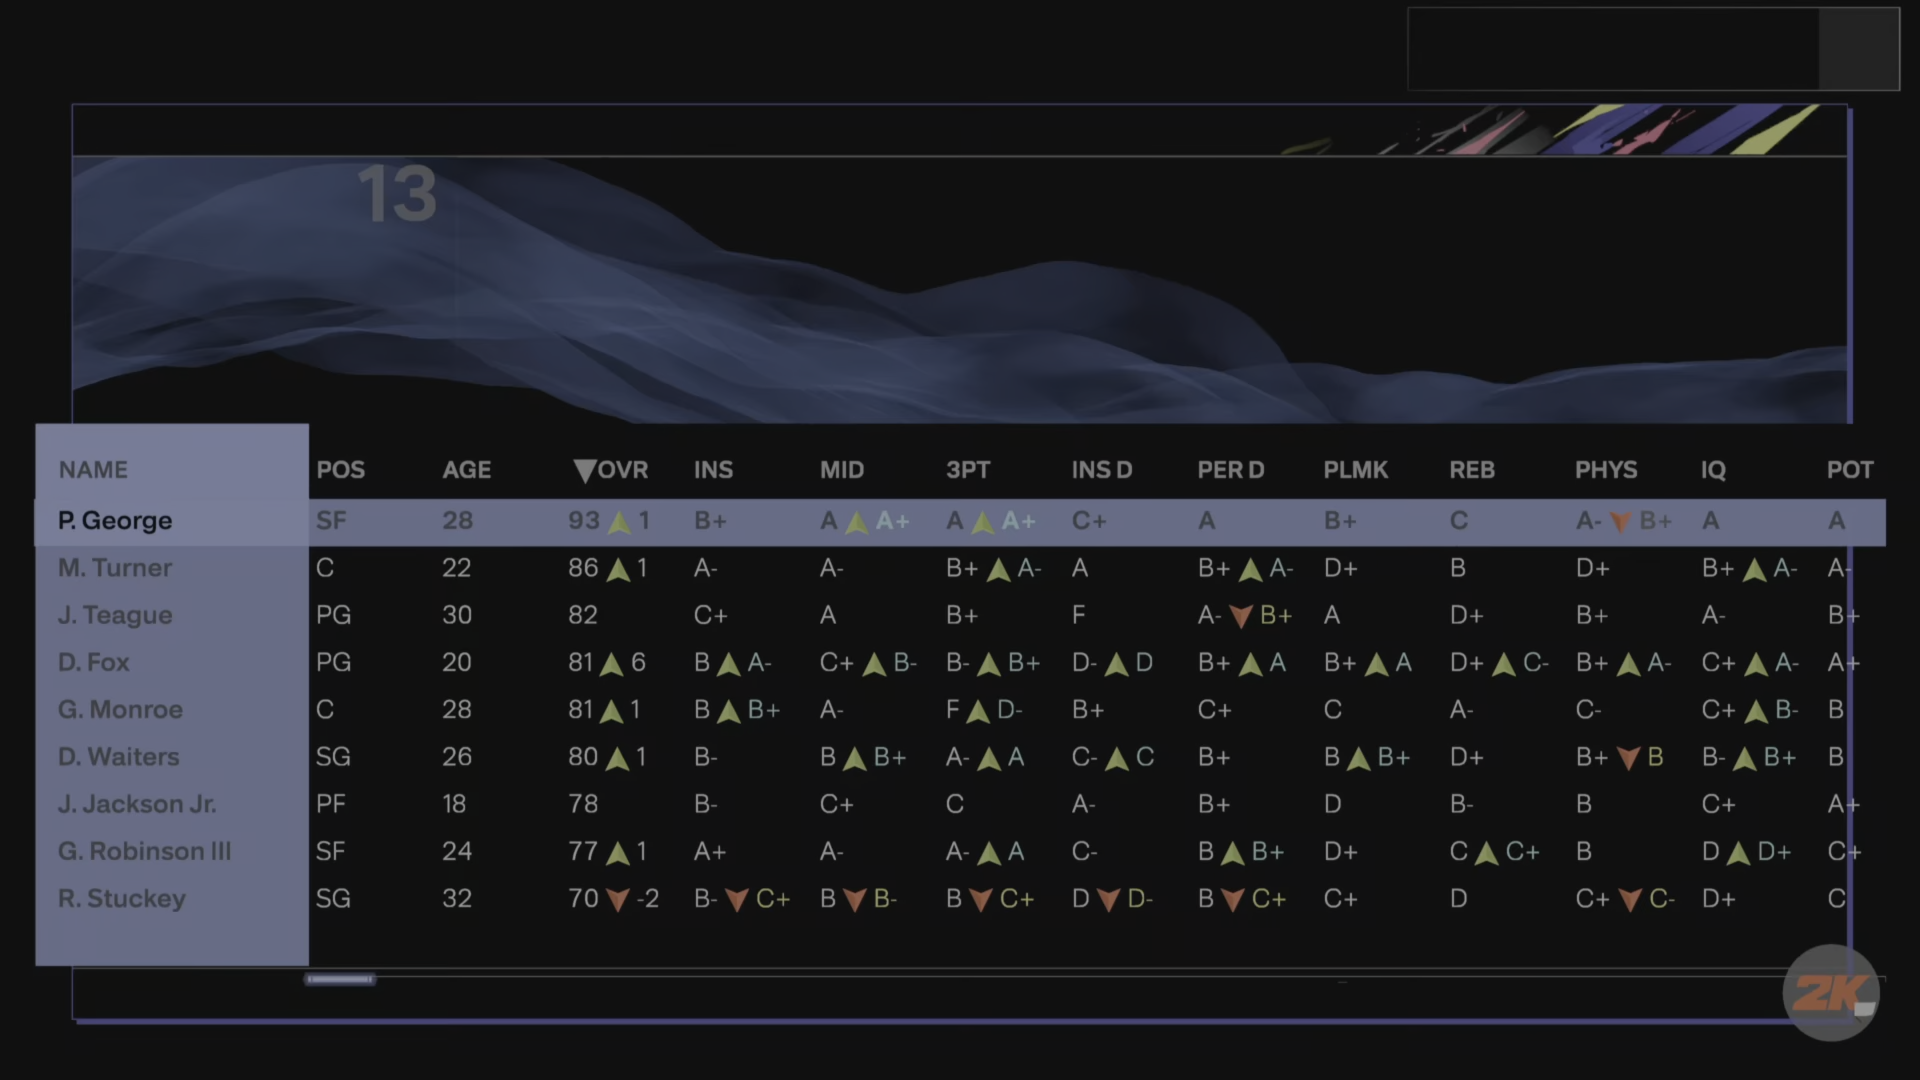 13
NAME POS AGE OVR INS MID 3PT INS D PER D PLMK REB PHYS IQ POT
P. George SF 28 93 1 B+ A A+ A A+ C+ A B+ C A- B+ A A
M. Turner C 22 86 1 A- A- B+ A- A B+ A- D+ B D+ B+ A- A-
J. Teague PG 30 82 C+ A B+ F A- B+ A D+ B+ A- B+
D. Fox PG 20 81 6 B A- C+ B- B- B+ D- D B+ A B+ A D+ C- B+ A- C+ A- A+
G. Monroe C 28 81 1 B B+ A- F D- B+ C+ C A- C- C+ B- B
D. Waiters SG 26 80 1 B- B B+ A- A C- C B+ B B+ D+ B+ B B- B+ B
J. Jackson Jr. PF 18 78 B- C+ C A- B+ D B- B C+ A+
G. Robinson III SF 24 77 1 A+ A- A- A C- B B+ D+ C C+ B D D+ C+
R. Stuckey SG 32 70 -2 B- C+ B B- B C+ D D- B C+ C+ D C+ C- D+ C
2K